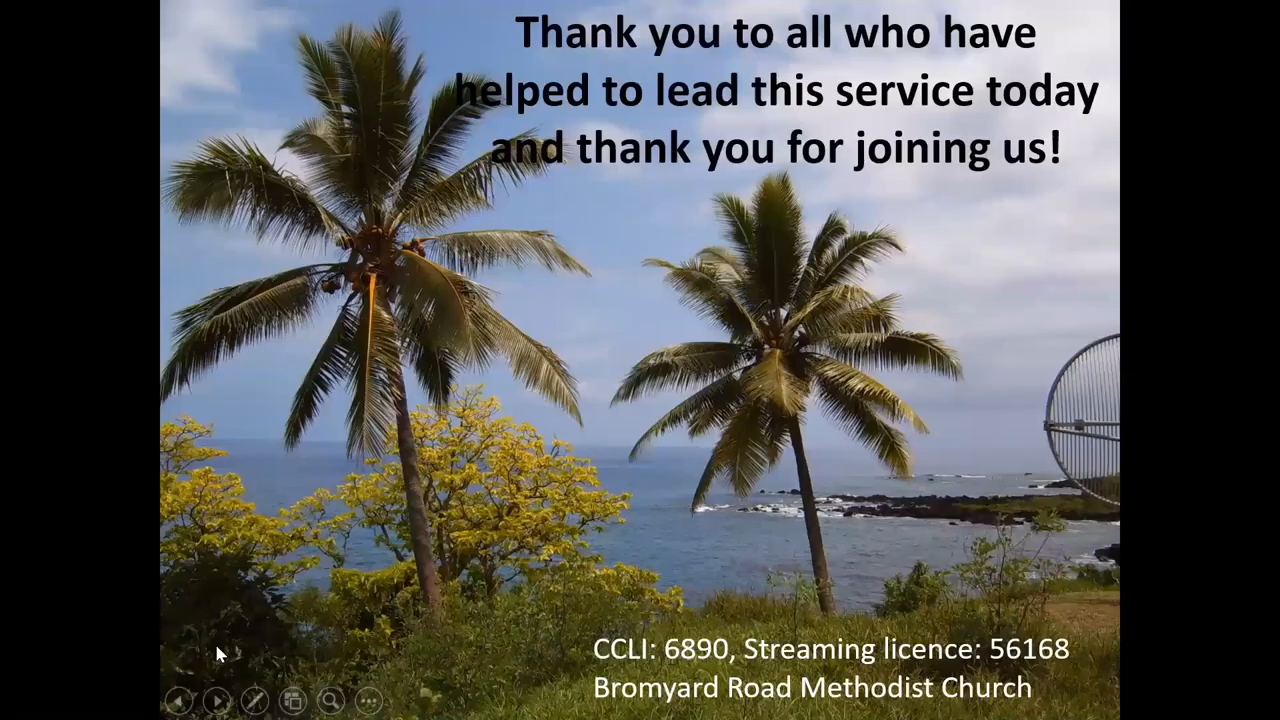 Thank you to all who have
helped to lead this service today
and thank you for joining us!
CCLI: 6890, Streaming licence: 56168
Bromyard Road Methodist Church